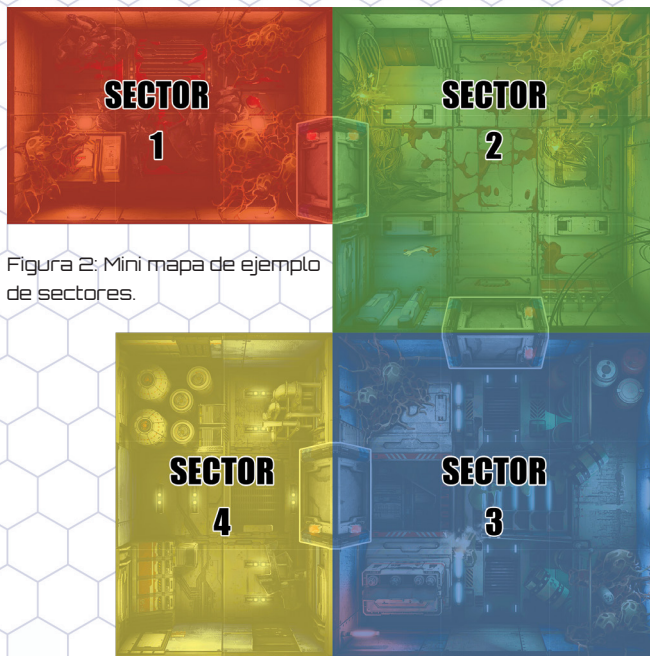 SECTOR
1
SECTOR
2
Figura 2: Mini mapa de ejemplo
de sectores.
SECTOR
4
SECTOR
3